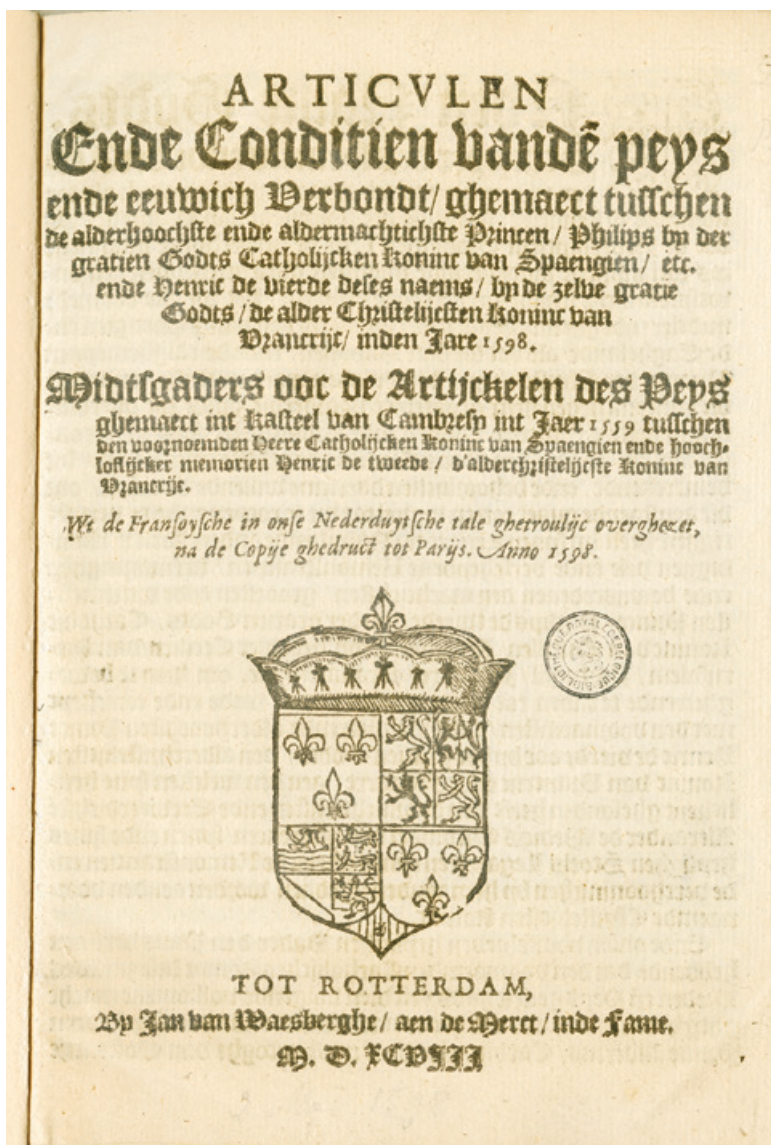 ARTICVLEN
Ende Conditien vandē peys
ende eeuwich Verbondt/ ghemaect tusschen
de alderhoochste ende aldermachtichste Princen/ Philips by der
gratien Godts Catholijcken Koninc van Spaengien/ etc.
ende Henric de vierde deses naems/ by de zelve gratie
Godts/ de alder Christelijcsten Koninc van
Vrancrijc/ inden Jare 1598.
Midtsgaders ooc de Artijckelen des Peys
ghemaect int Kasteel van Cambresy int Jaer 1559 tusschen
den voornoemden Heere Catholijcken Koninc van Spaengien ende hooch-
loflijcker memorien Henric de tweede/ d'alderchristelijcste Koninc van
Vrancrijc.
Wt de Fransoysche in onse Nederduytsche tale ghetroulijc overghezet,
na de Copije ghedruct tot Parijs. Anno 1598.
TOT ROTTERDAM,
By Jan van Waesberghe/ aen de Merct/ inde Fame.
M. D. XCVIII